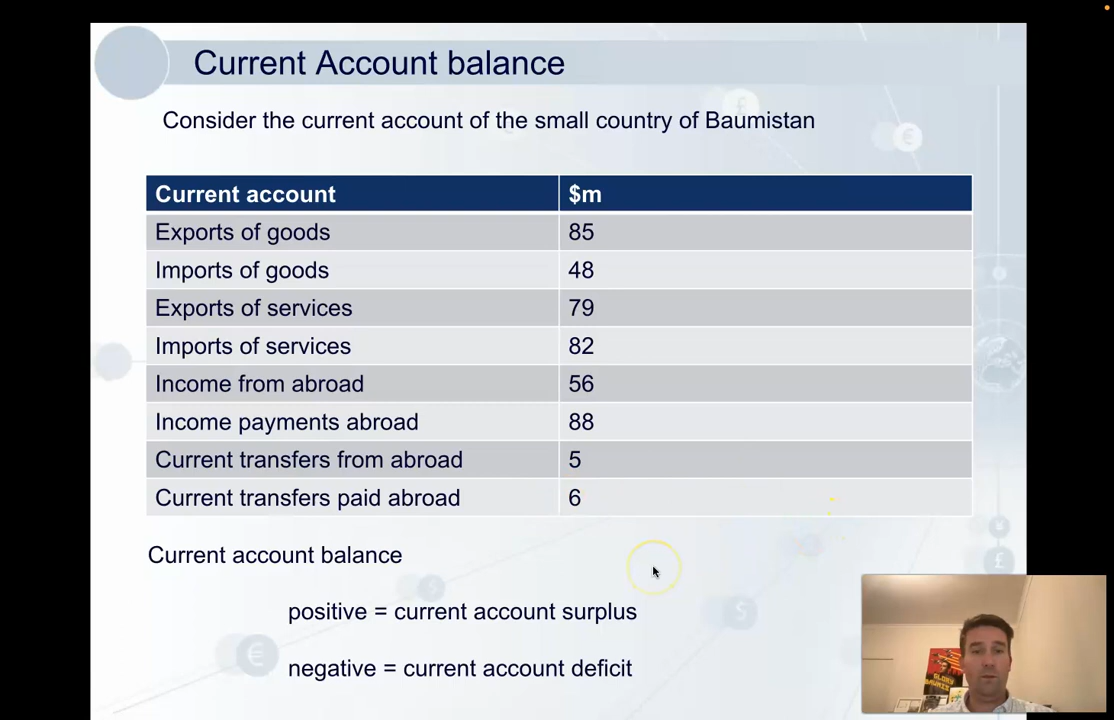 Current Account balance
Consider the current account of the small country of Baumistan
Current account $m
Exports of goods 85
Imports of goods 48
Exports of services 79
Imports of services 82
Income from abroad 56
Income payments abroad 88
Current transfers from abroad 5
Current transfers paid abroad 6
Current account balance
positive = current account surplus
negative = current account deficit
GLORY